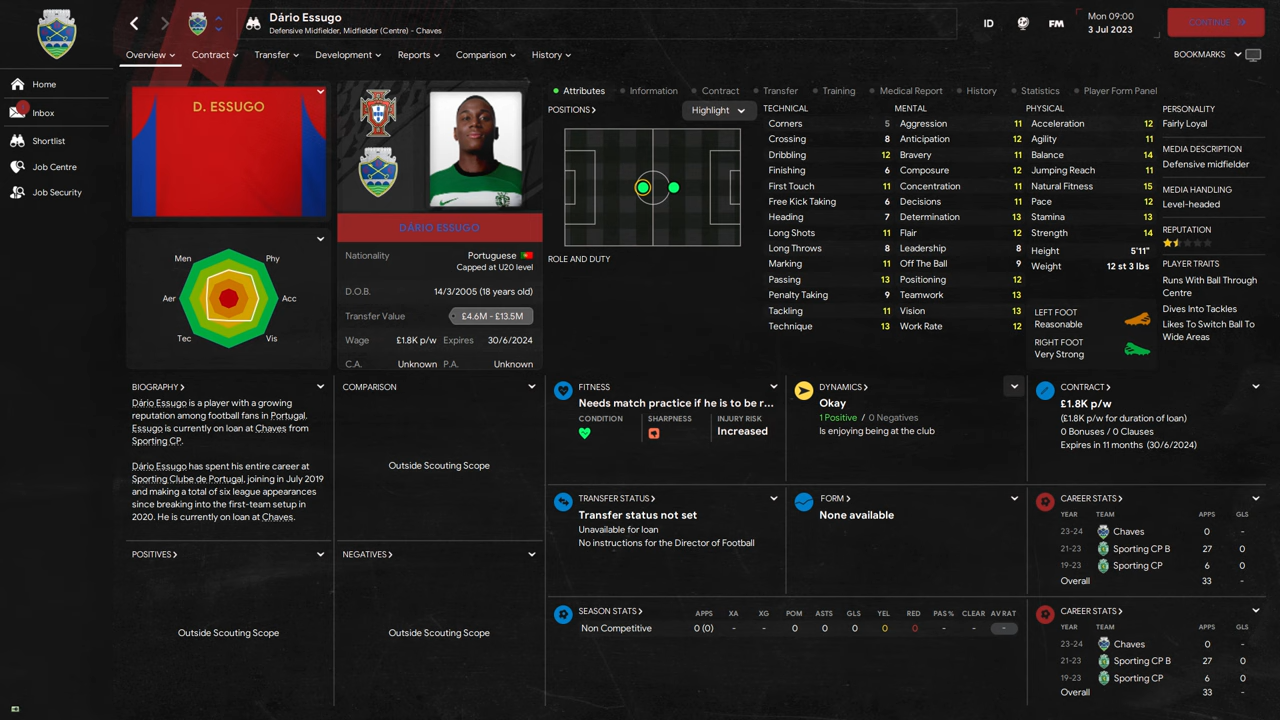 Dário Essugo
Defensive Midfielder, Midfielder (Centre) - Chaves
ID
FM
Mon 09:00
3 Jul 2023
CONTINUE
Overview
Contract
Transfer
Development
Reports
Comparison
History
BOOKMARKS
Home
Inbox
Shortlist
Job Centre
Job Security
D. ESSUGO
Men
Phy
Aer
Acc
Tec
Vis
DÁRIO ESSUGO
Nationality Portuguese
Capped at U20 level
D.O.B. 14/3/2005 (18 years old)
Transfer Value £4.6M - £13.5M
Wage £1.8K p/w Expires 30/6/2024
C.A. Unknown P.A. Unknown
Attributes
Information
Contract
Transfer
Training
Medical Report
History
Statistics
Player Form Panel
POSITIONS
Highlight
ROLE AND DUTY
TECHNICAL
Corners 5
Crossing 8
Dribbling 12
Finishing 6
First Touch 11
Free Kick Taking 6
Heading 7
Long Shots 11
Long Throws 8
Marking 11
Passing 13
Penalty Taking 9
Tackling 11
Technique 13
MENTAL
Aggression 11
Anticipation 12
Bravery 11
Composure 12
Concentration 11
Decisions 11
Determination 13
Flair 12
Leadership 8
Off The Ball 9
Positioning 12
Teamwork 13
Vision 13
Work Rate 12
PHYSICAL
Acceleration 12
Agility 11
Balance 14
Jumping Reach 11
Natural Fitness 15
Pace 12
Stamina 13
Strength 14
Height 5'11"
Weight 12 st 3 lbs
LEFT FOOT
Reasonable
RIGHT FOOT
Very Strong
PERSONALITY
Fairly Loyal
MEDIA DESCRIPTION
Defensive midfielder
MEDIA HANDLING
Level-headed
REPUTATION
PLAYER TRAITS
Runs With Ball Through
Centre
Dives Into Tackles
Likes To Switch Ball To
Wide Areas
BIOGRAPHY
Dário Essugo is a player with a growing
reputation among football fans in Portugal.
Essugo is currently on loan at Chaves from
Sporting CP.
Dário Essugo has spent his entire career at
Sporting Clube de Portugal, joining in July 2019
and making a total of six league appearances
since breaking into the first-team setup in
2020. He is currently on loan at Chaves.
COMPARISON
Outside Scouting Scope
POSITIVES
Outside Scouting Scope
NEGATIVES
Outside Scouting Scope
FITNESS
Needs match practice if he is to be r...
CONDITION
SHARPNESS
INJURY RISK
Increased
DYNAMICS
Okay
1 Positive / 0 Negatives
Is enjoying being at the club
CONTRACT
£1.8K p/w
(£1.8K p/w for duration of loan)
0 Bonuses / 0 Clauses
Expires in 11 months (30/6/2024)
TRANSFER STATUS
Transfer status not set
Unavailable for loan
No instructions for the Director of Football
FORM
None available
CAREER STATS
YEAR TEAM APPS GLS
23-24 Chaves 0 -
21-23 Sporting CP B 27 0
19-23 Sporting CP 6 0
Overall 33 -
SEASON STATS APPS XA XG POM ASTS GLS YEL RED PAS % CLEAR AV RAT
Non Competitive 0 (0) - - 0 0 0 0 0 - - -
CAREER STATS
YEAR TEAM APPS GLS
23-24 Chaves 0 -
21-23 Sporting CP B 27 0
19-23 Sporting CP 6 0
Overall 33 -